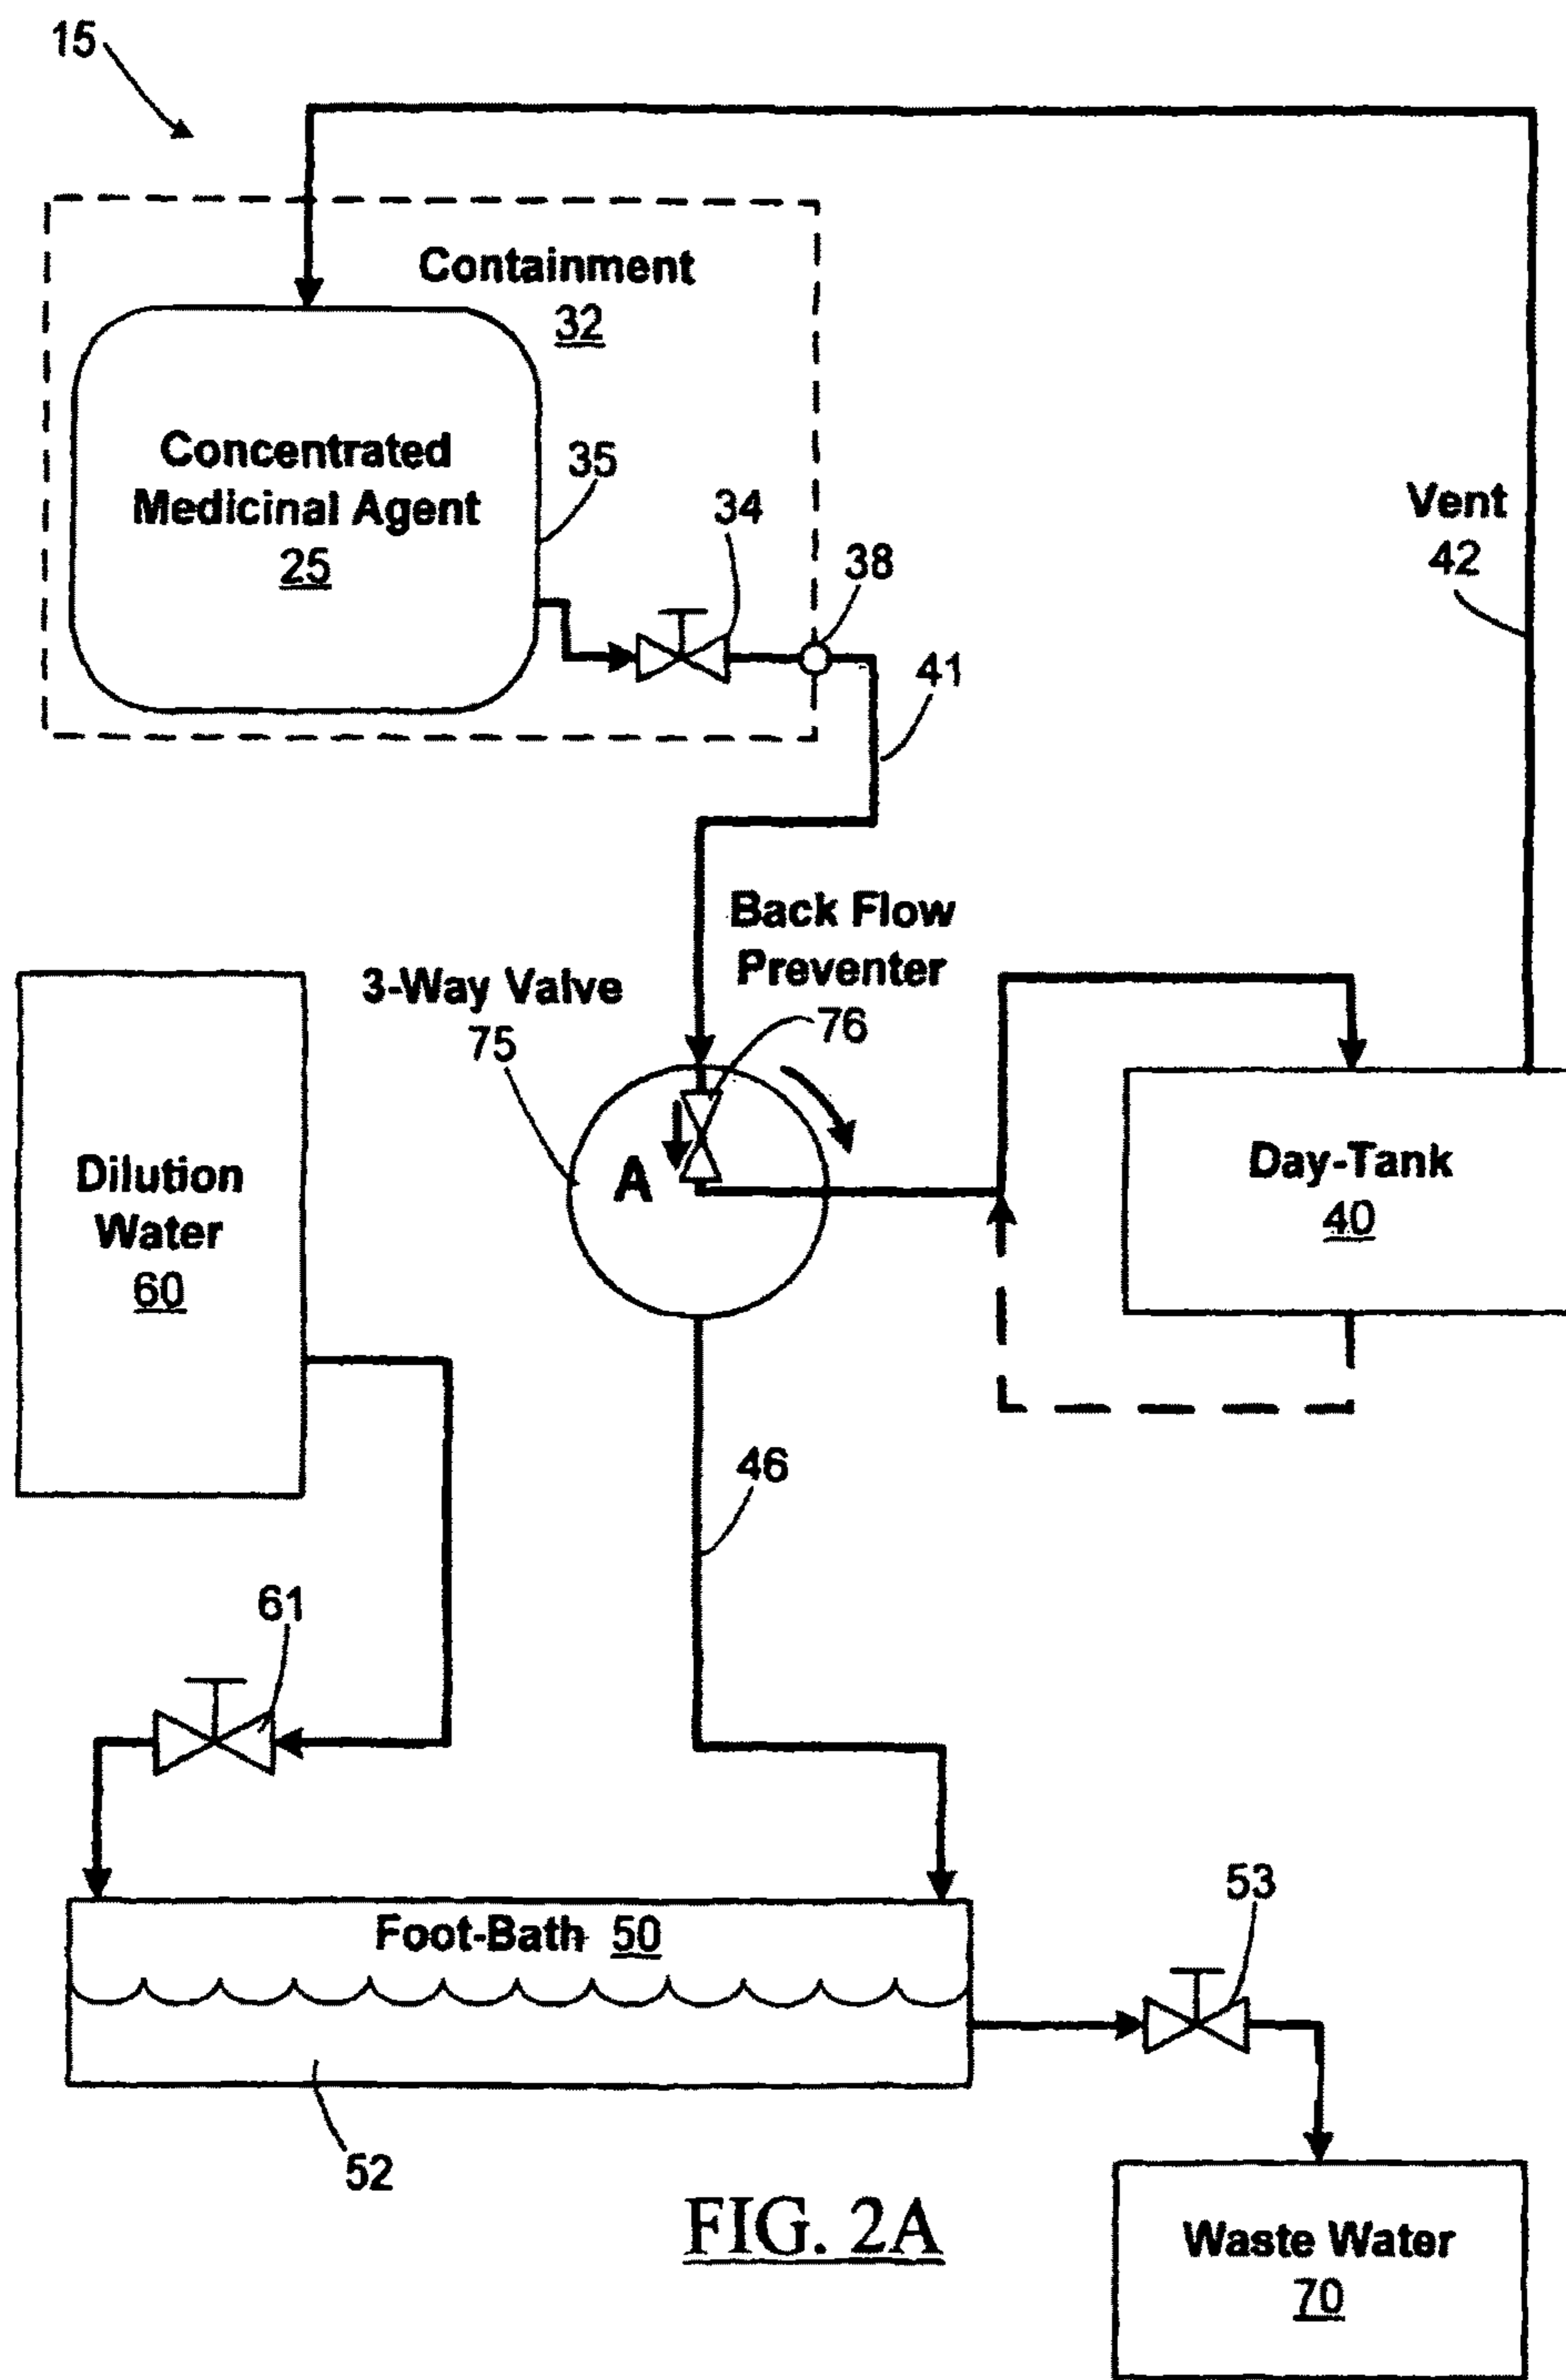 15
Containment
32
Concentrated
Medicinal Agent
25
35
34
38
41
Vent
42
Back Flow
Preventer
76
3-Way Valve
75
A
Dilution
Water
60
Day-Tank
40
46
61
Foot-Bath 50
53
52
FIG. 2A
Waste Water
70